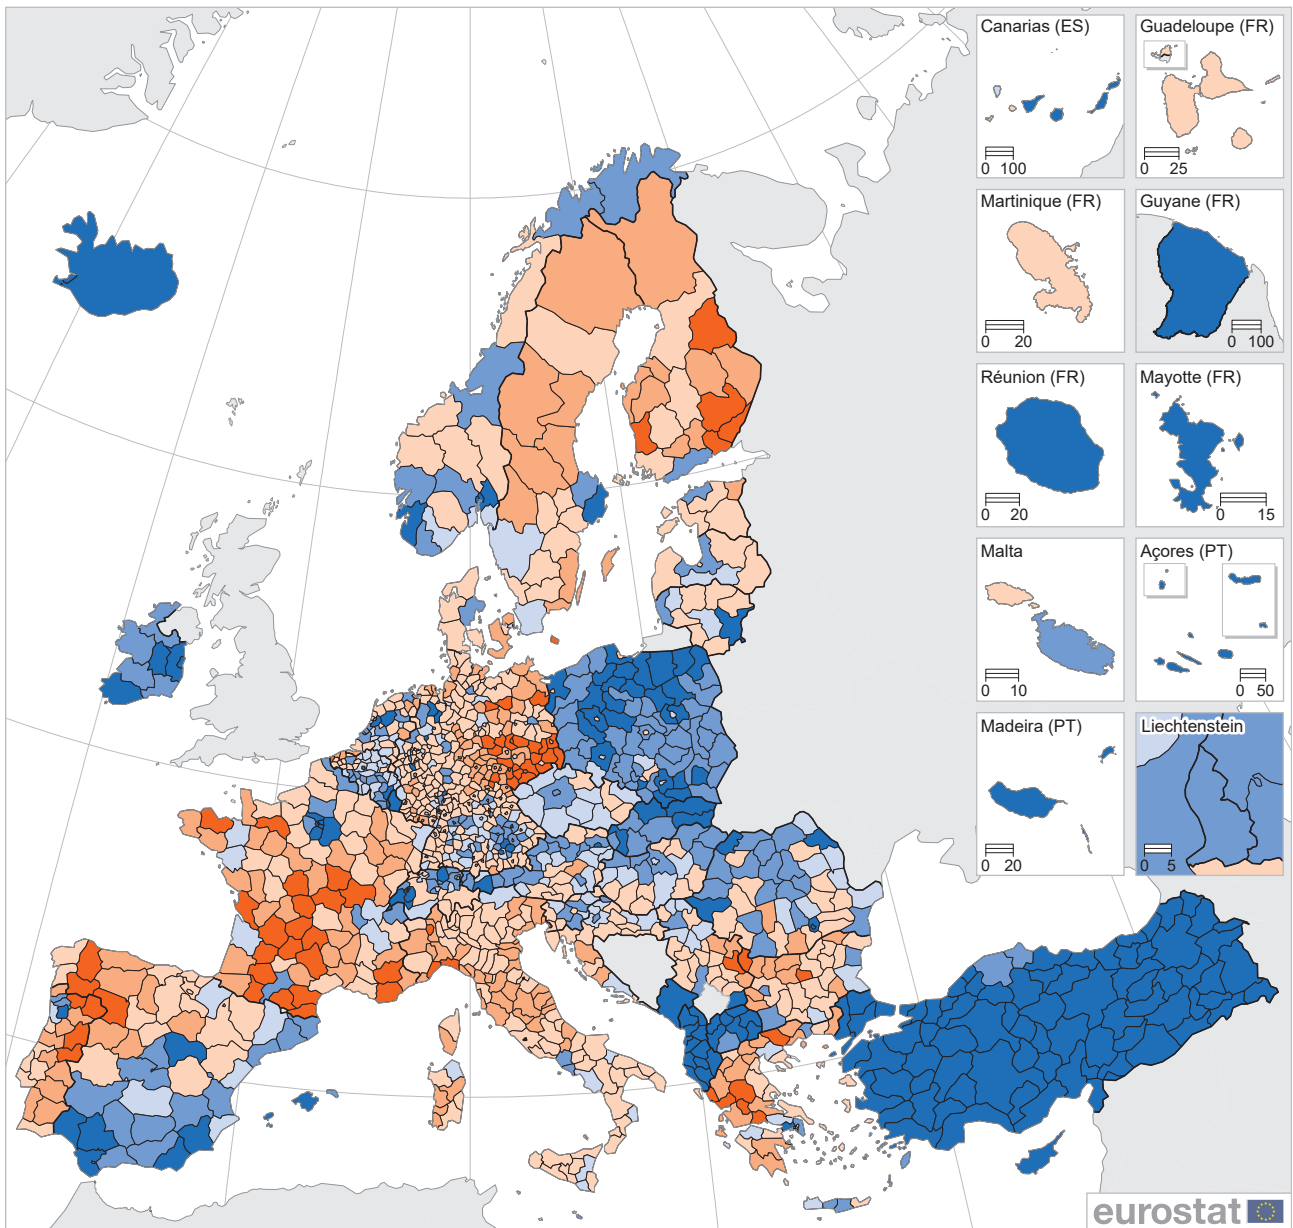 Canarias (ES)
0 100
Guadeloupe (FR)
0 25
Martinique (FR)
0 20
Guyane (FR)
0 100
Réunion (FR)
0 20
Mayotte (FR)
0 15
Malta
0 10
Açores (PT)
0 50
Madeira (PT)
0 20
Liechtenstein
0 5
eurostat